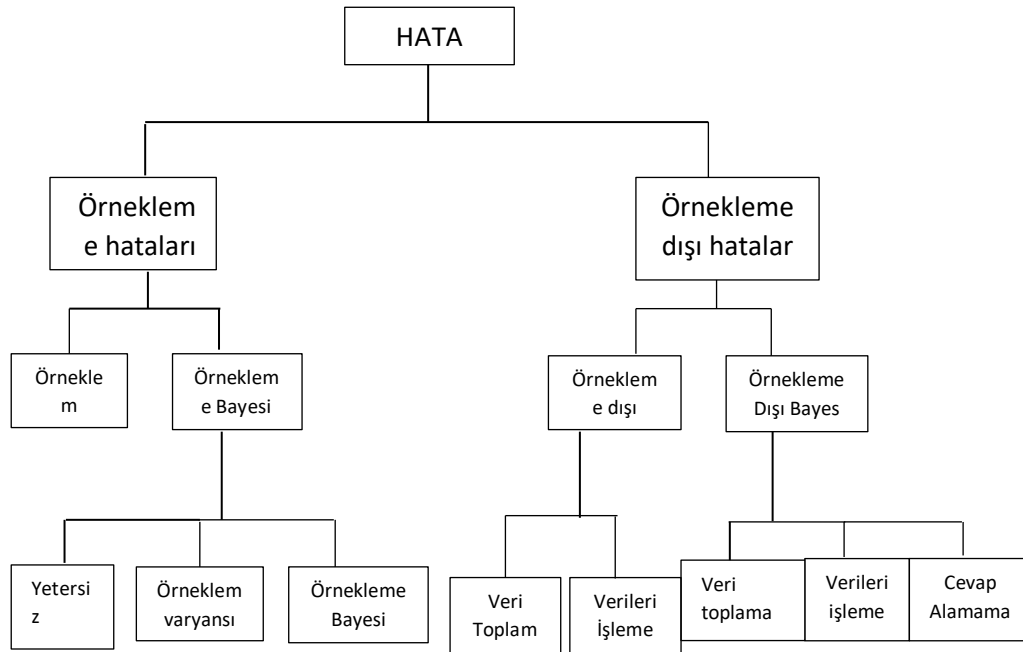 HATA
Örneklem
e hataları
Örnekleme
dışı hatalar
Örnekle
m
Örneklem
e Bayesi
Örneklem
e dışı
Örnekleme
Dışı Bayes
Yetersi
z
Örneklem
varyansı
Örnekleme
Bayesi
Veri
Toplam
Verileri
İşleme
Veri
toplama
Verileri
işleme
Cevap
Alamama